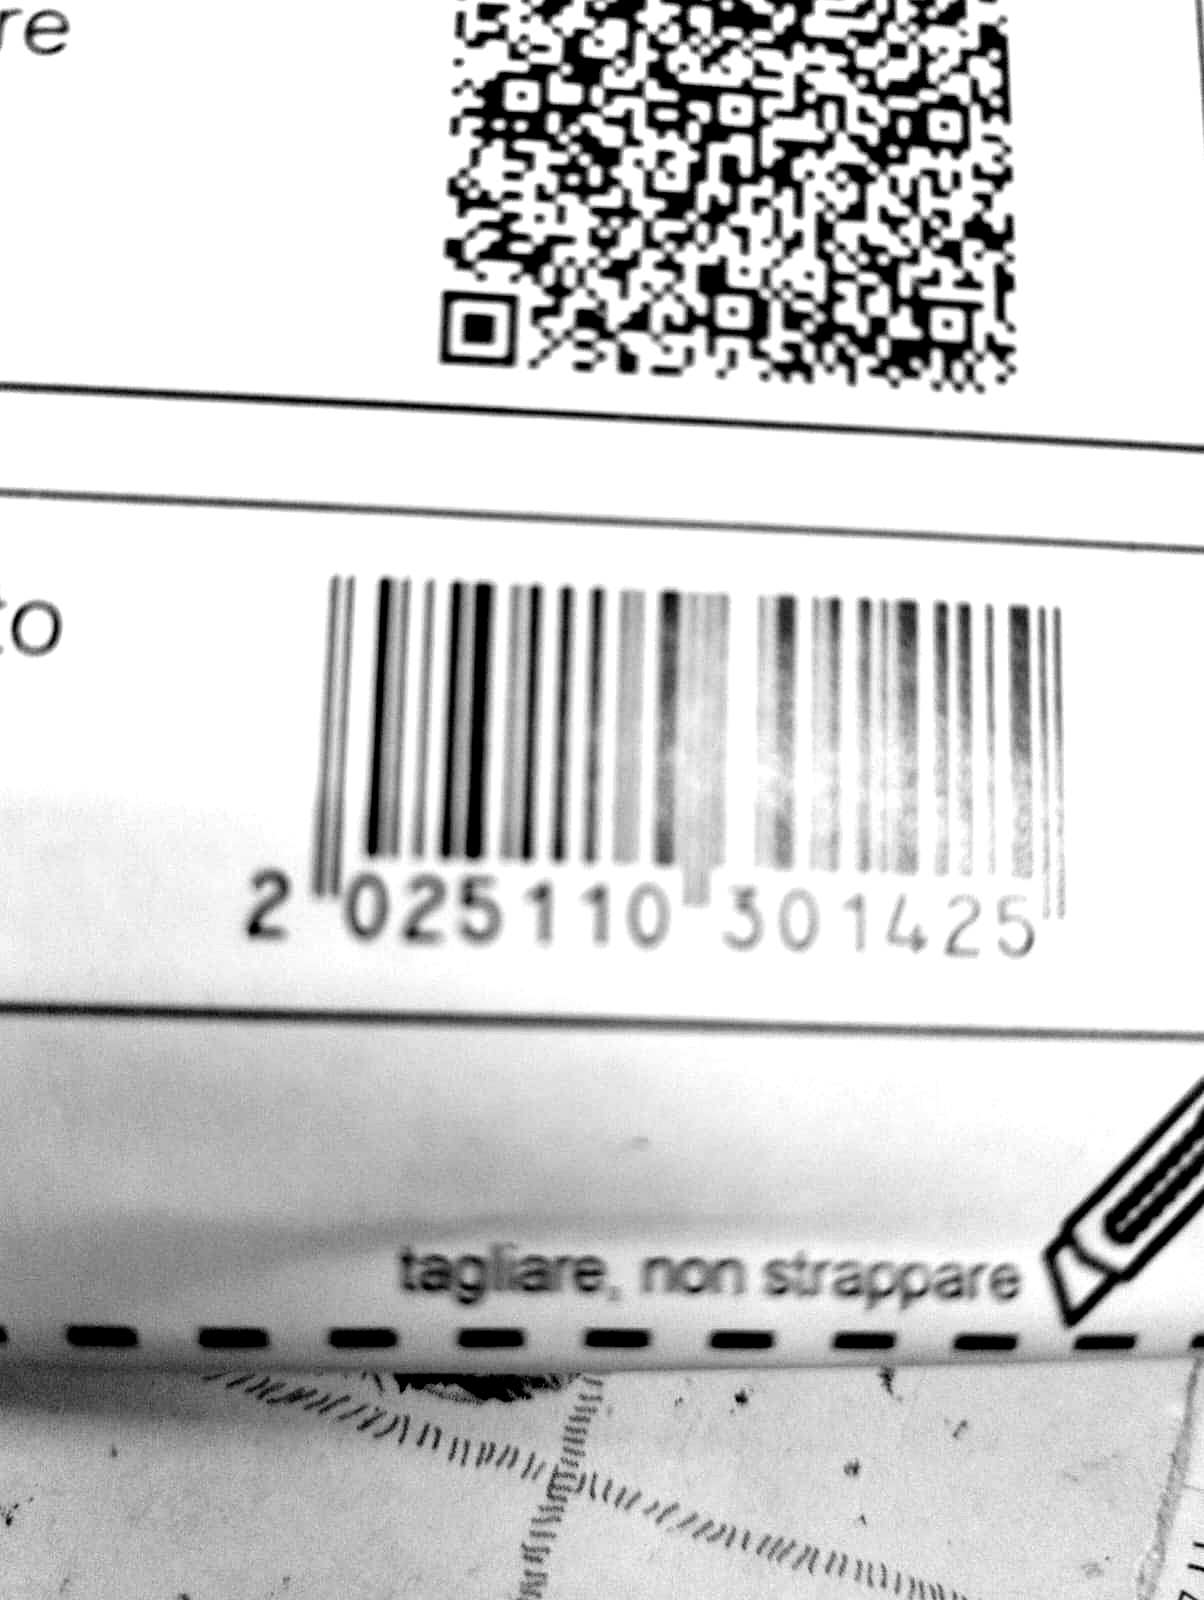 re
to
2 025110 301425
tagliare, non strappare